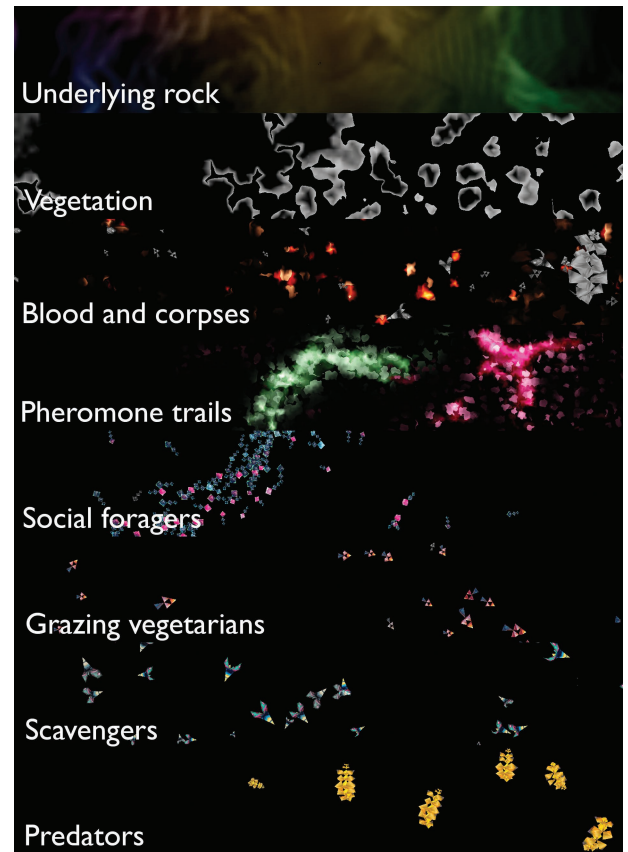 Underlying rock
Vegetation
Blood and corpses
Pheromone trails
Social foragers
Grazing vegetarians
Scavengers
Predators